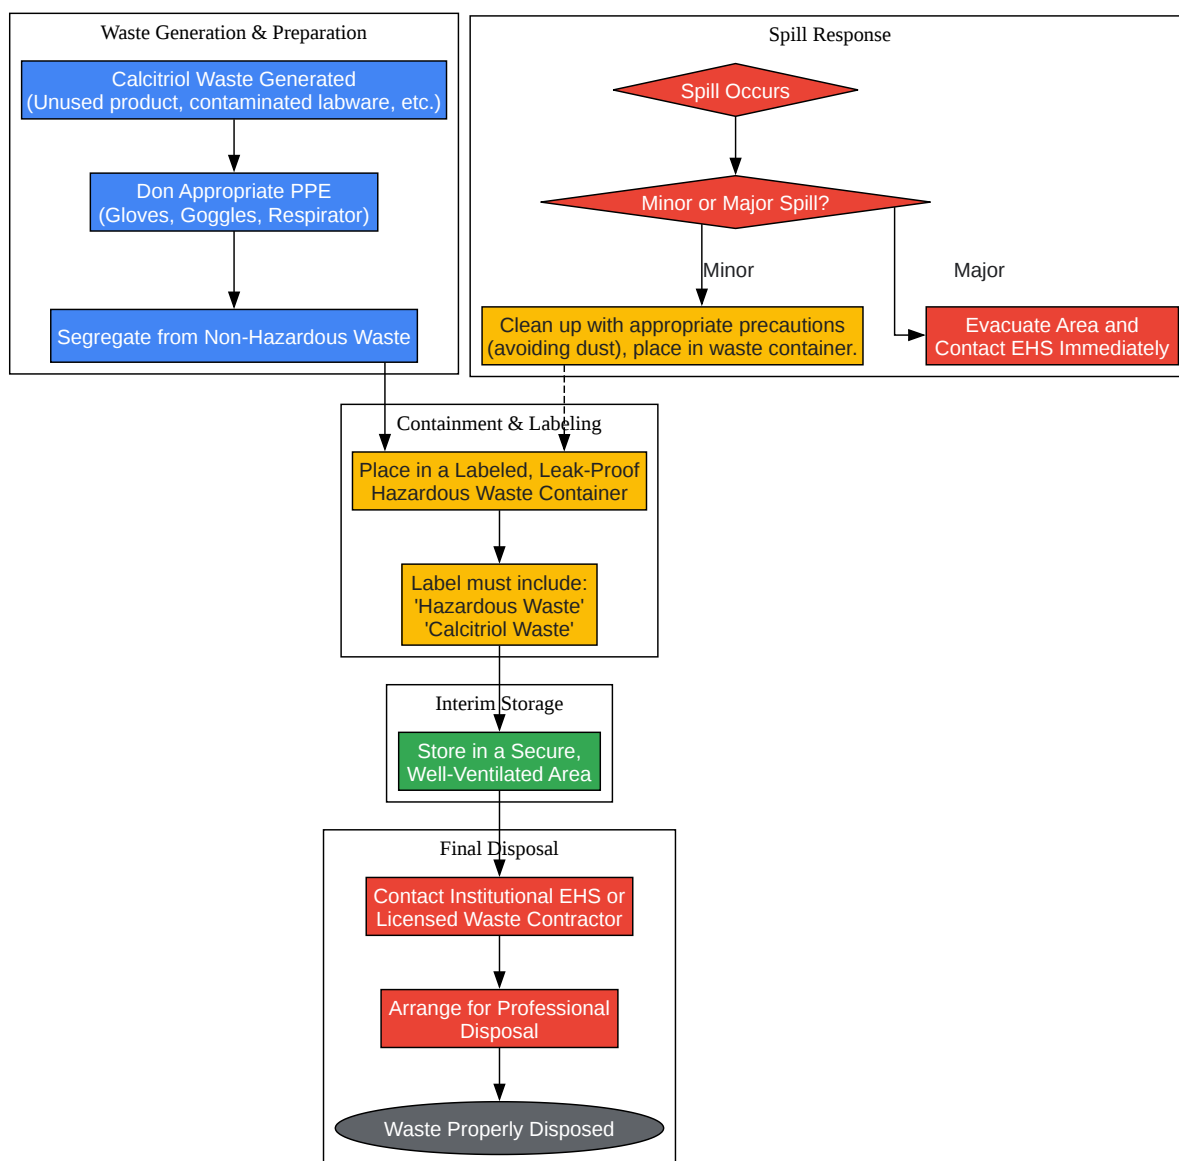 Waste Generation & Preparation
Calcitriol Waste Generated
(Unused product, contaminated labware, etc.)
Don Appropriate PPE
(Gloves, Goggles, Respirator)
Segregate from Non-Hazardous Waste
Spill Response
Spill Occurs
Minor or Major Spill?
Minor
Major
Clean up with appropriate precautions
(avoiding dust), place in waste container.
Evacuate Area and
Contact EHS Immediately
Containment & Labeling
Place in a Labeled, Leak-Proof
Hazardous Waste Container
Label must include:
'Hazardous Waste'
'Calcitriol Waste'
Interim Storage
Store in a Secure,
Well-Ventilated Area
Final Disposal
Contact Institutional EHS or
Licensed Waste Contractor
Arrange for Professional
Disposal
Waste Properly Disposed